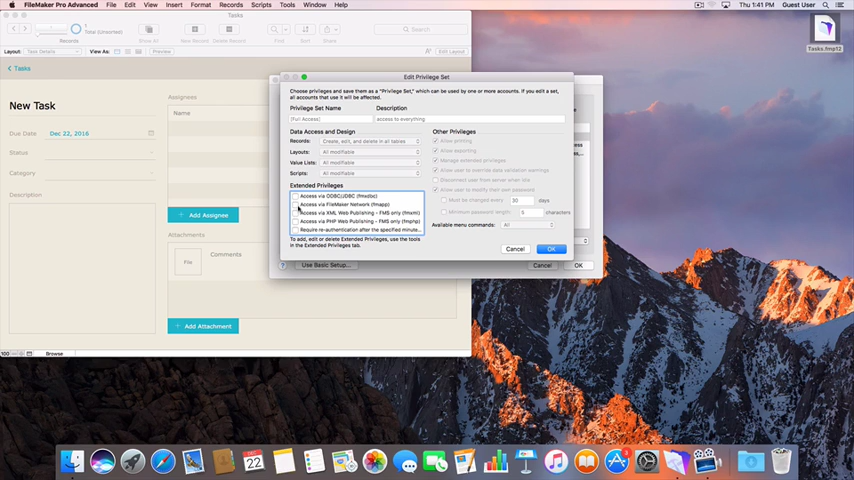 FileMaker Pro Advanced File Edit View Insert Format Records Scripts Tools Window Help Thu 1:41 PM Guest User
Tasks
1
Total (Unsorted)
Records
Show All
New Record
Delete Record
Find
Sort
Share
Search
Layout: Task Details
View As:
Preview
Edit Layout
Tasks.fmp12
Tasks
New Task
Due Date Dec 22, 2016
Status
Category
Description
Assignees
Name
+ Add Assignee
Attachments
File
Comments
+ Add Attachment
100
Browse
Edit Privilege Set
Choose privileges and save them as a "Privilege Set," which can be used by one or more accounts. If you edit a set,
all accounts that use it will be affected.
Privilege Set Name
Description
[Full Access]
access to everything
Data Access and Design
Records: Create, edit, and delete in all tables
Layouts: All modifiable
Value Lists: All modifiable
Scripts: All modifiable
Extended Privileges
Access via ODBC/JDBC (fmxdbc)
Access via FileMaker Network (fmapp)
Access via XML Web Publishing - FMS only (fmxml)
Access via PHP Web Publishing - FMS only (fmphp)
Require re-authentication after the specified minute...
To add, edit or delete Extended Privileges, use the tools
in the Extended Privileges tab.
Other Privileges
Allow printing
Allow exporting
Manage extended privileges
Allow user to override data validation warnings
Disconnect user from server when idle
Allow user to modify their own password
Must be changed every 30 days
Minimum password length: 5 characters
Available menu commands: All
Cancel
OK
? Use Basic Setup...
Cancel
OK
DEC
22
3